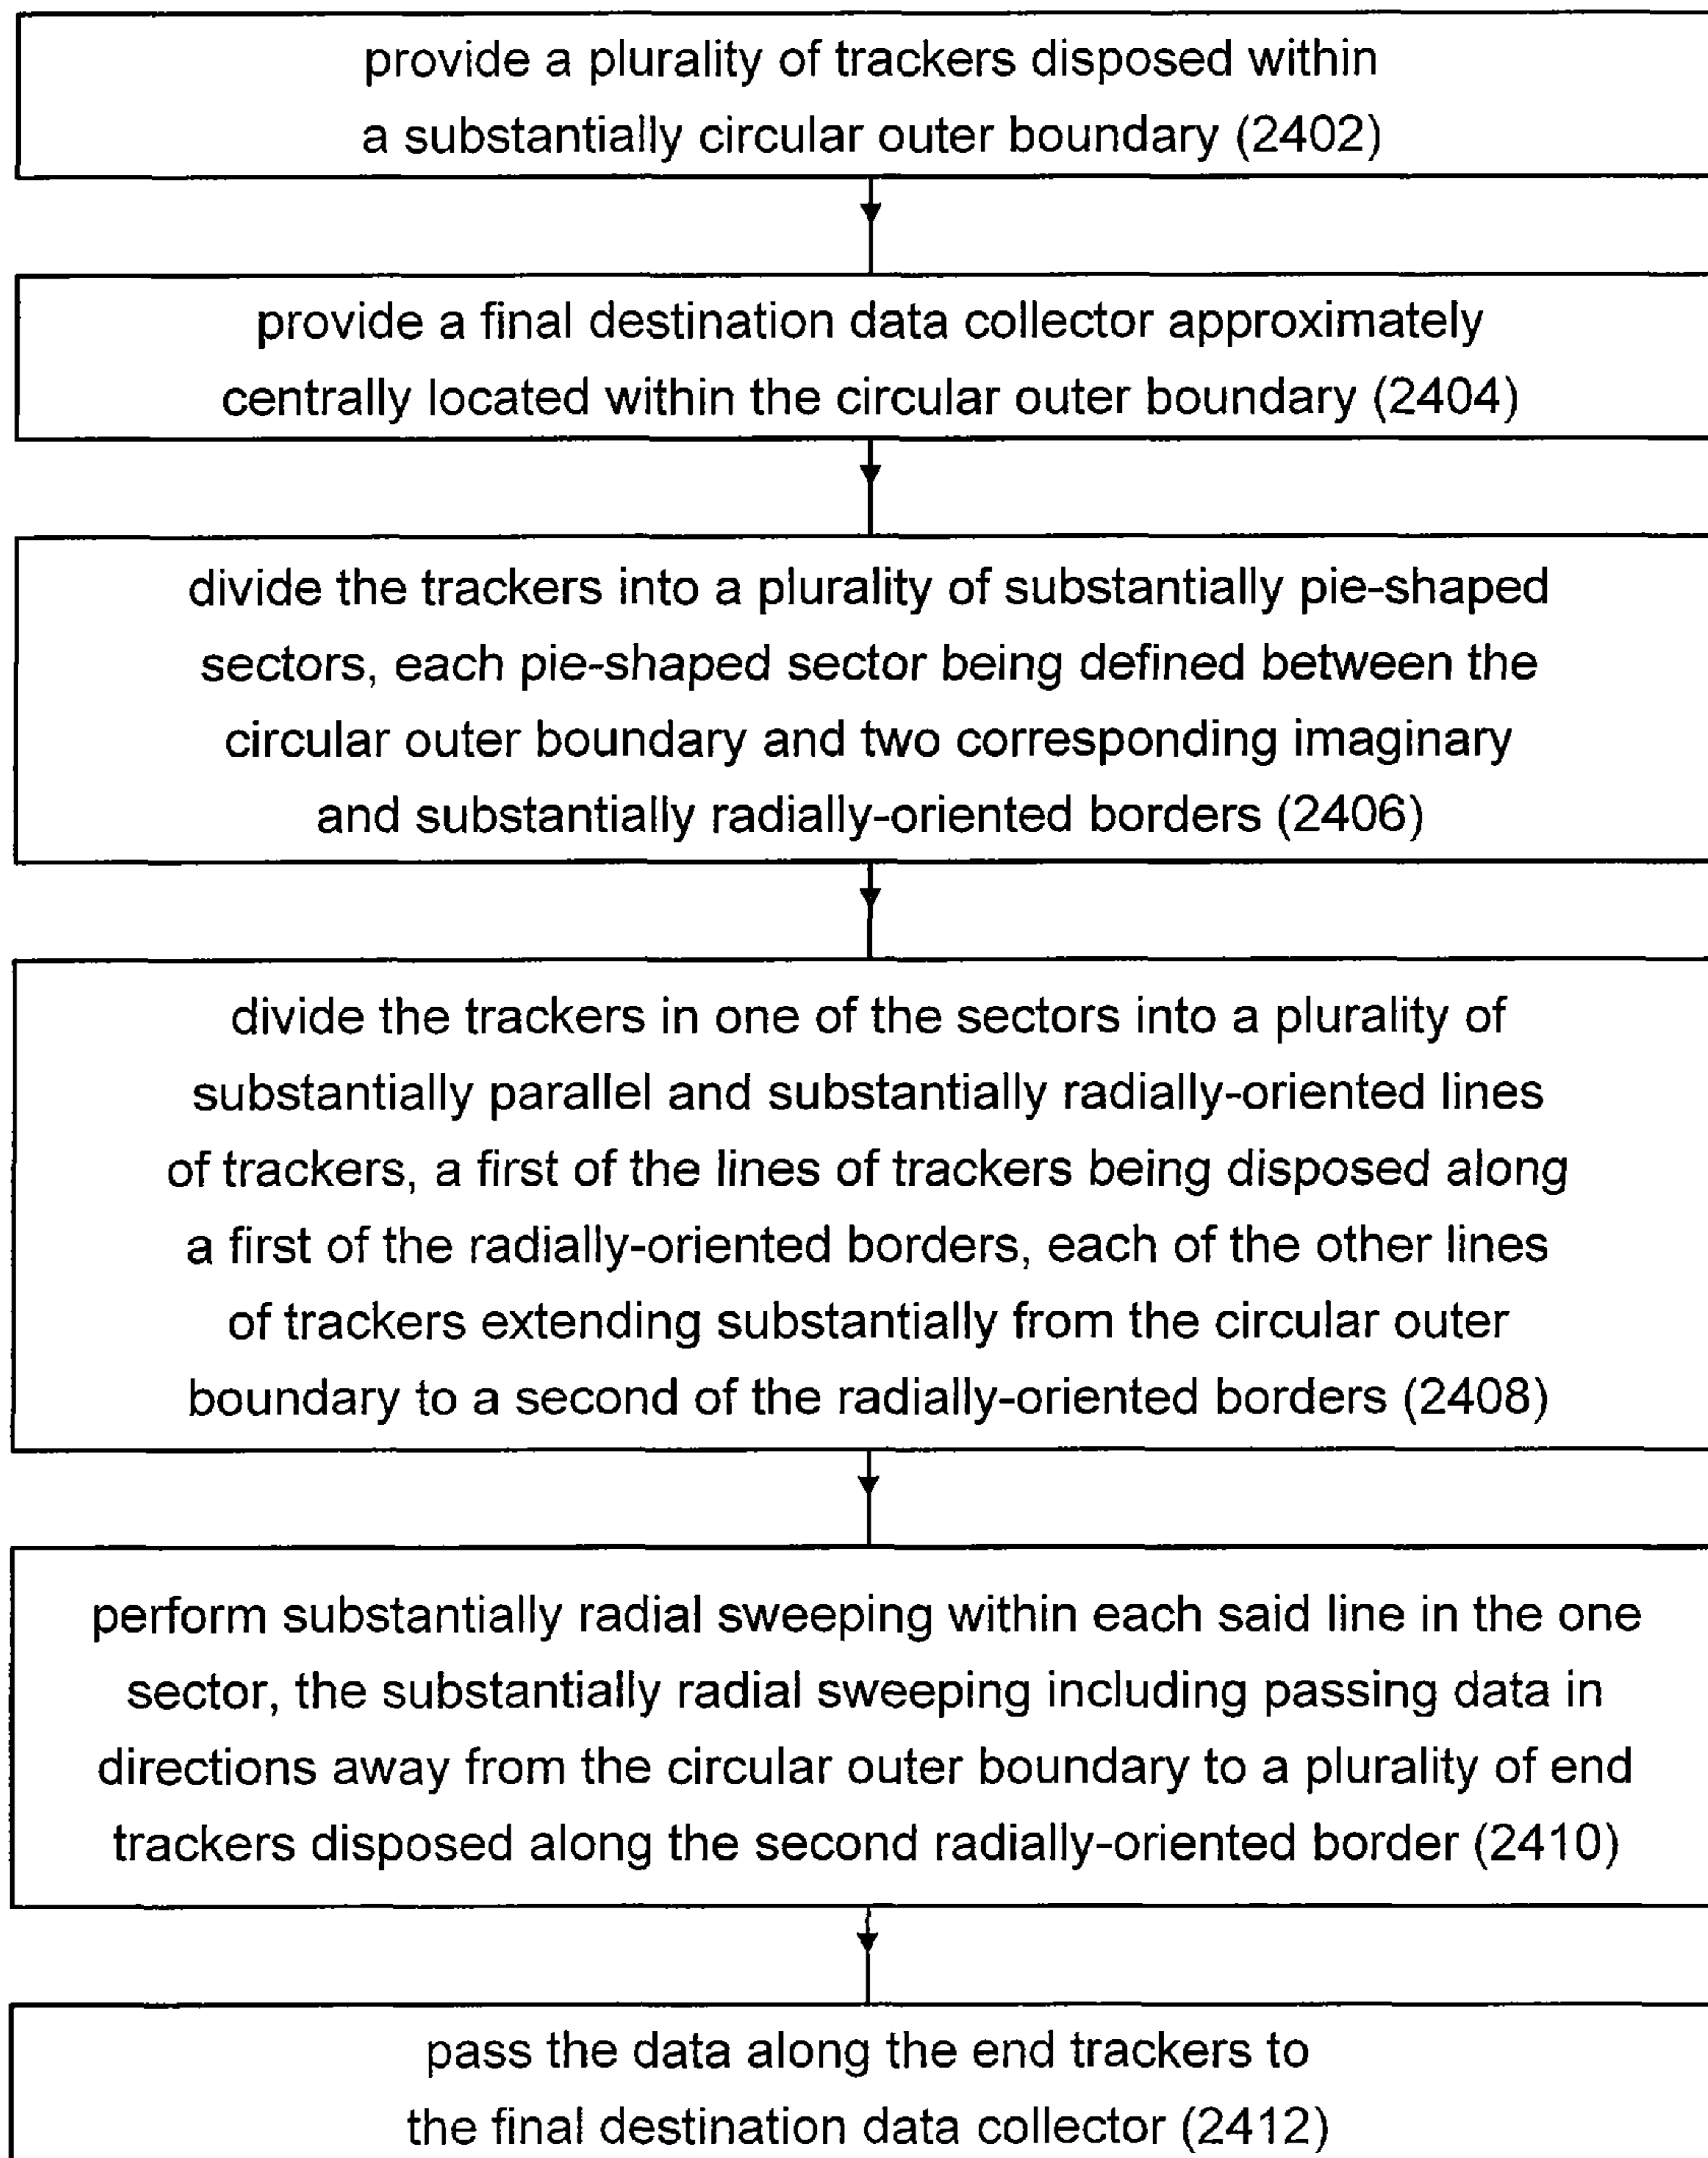 provide a plurality of trackers disposed within
a substantially circular outer boundary (2402)
provide a final destination data collector approximately
centrally located within the circular outer boundary (2404)
divide the trackers into a plurality of substantially pie-shaped
sectors, each pie-shaped sector being defined between the
circular outer boundary and two corresponding imaginary
and substantially radially-oriented borders (2406)
divide the trackers in one of the sectors into a plurality of
substantially parallel and substantially radially-oriented lines
of trackers, a first of the lines of trackers being disposed along
a first of the radially-oriented borders, each of the other lines
of trackers extending substantially from the circular outer
boundary to a second of the radially-oriented borders (2408)
perform substantially radial sweeping within each said line in the one
sector, the substantially radial sweeping including passing data in
directions away from the circular outer boundary to a plurality of end
trackers disposed along the second radially-oriented border (2410)
pass the data along the end trackers to
the final destination data collector (2412)